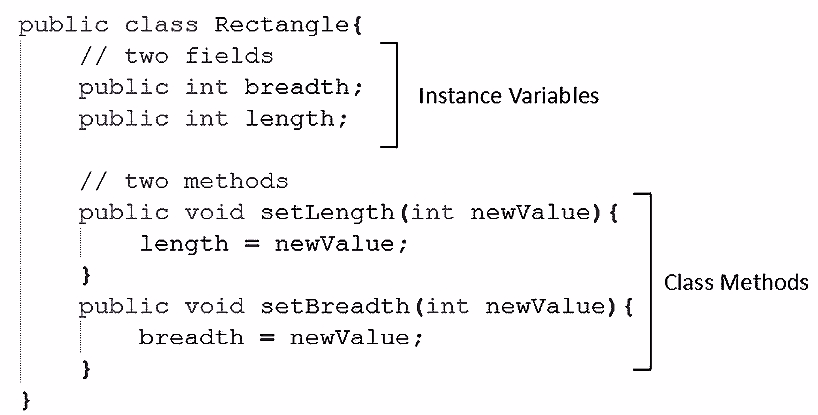 public class Rectangle{
// two fields
public int breadth;
public int length;
Instance Variables
// two methods
public void setLength(int newValue){
length = newValue;
}
public void setBreadth(int newValue){
breadth = newValue;
}
Class Methods
}